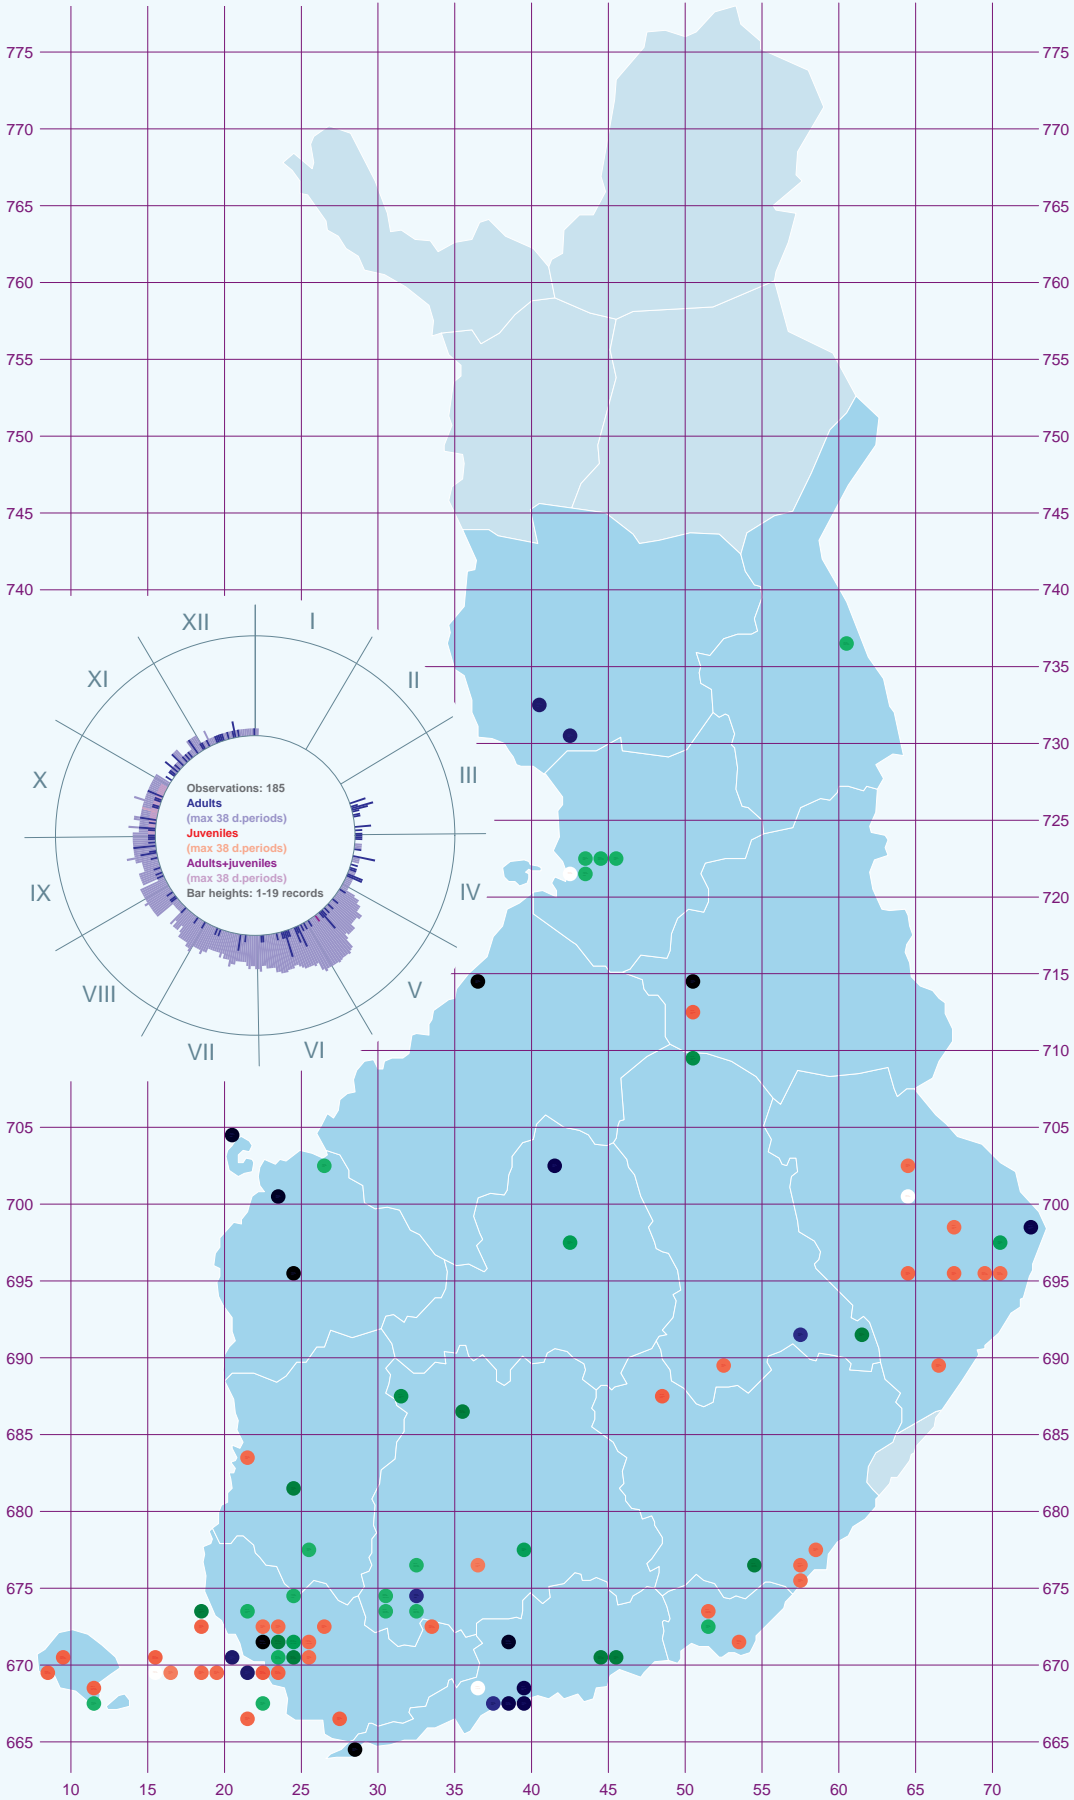 775 775
770 770
765 765
760 760
755 755
750 750
745 745
740 740
XII I
XI II
735 735
730 730
X III
Observations: 185
Adults
(max 38 d.periods)
725 725
Juveniles
(max 38 d.periods)
Adults+juveniles
(max 38 d.periods)
Bar heights: 1-19 records
IX IV
720 720
715 715
VIII V
VII VI
710 710
705 705
700 700
695 695
690 690
685 685
680 680
675 675
670 670
665 665
10 15 20 25 30 35 40 45 50 55 60 65 70